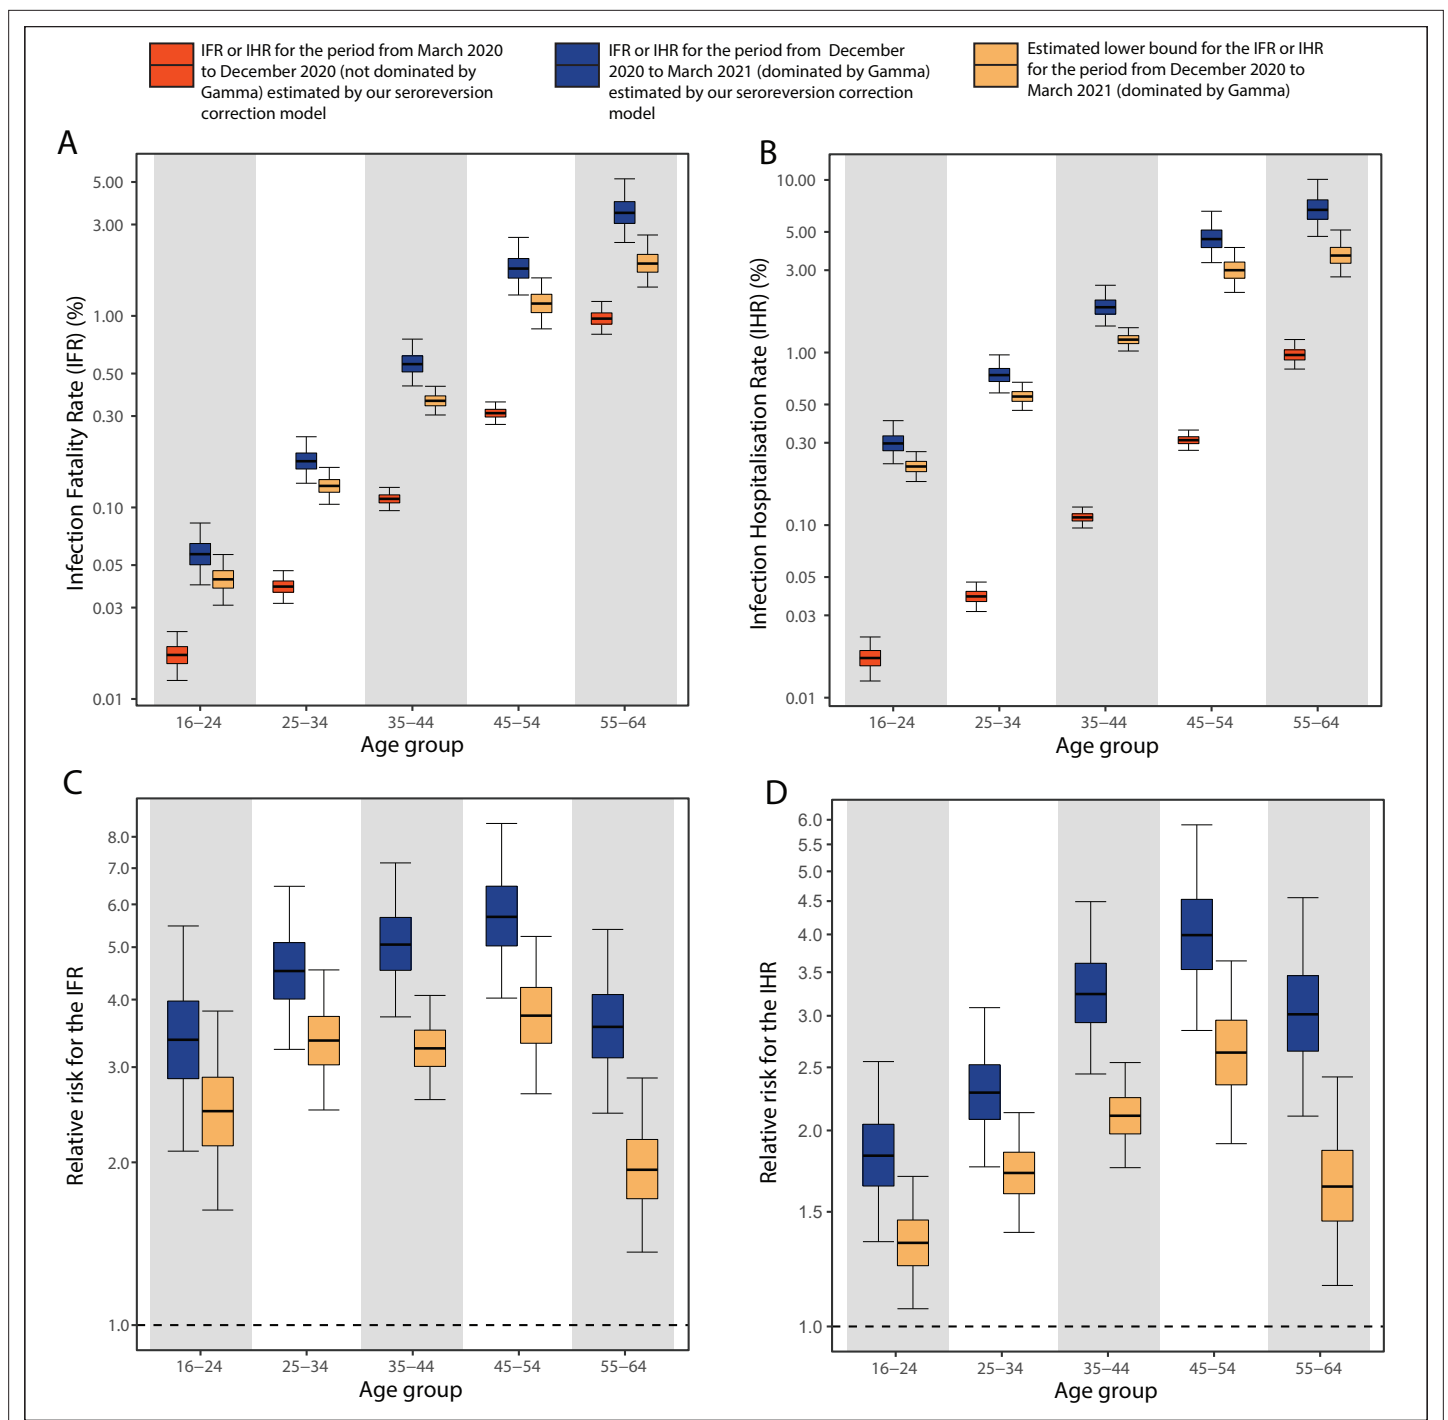 IFR or IHR for the period from March 2020
to December 2020 (not dominated by
Gamma) estimated by our seroreversion
correction model
IFR or IHR for the period from December
2020 to March 2021 (dominated by Gamma)
estimated by our seroreversion correction
model
Estimated lower bound for the IFR or IHR
for the period from December 2020 to
March 2021 (dominated by Gamma)
A
Infection Fatality Rate (IFR) (%)
5.00
3.00
1.00
0.50
0.30
0.10
0.05
0.03
0.01
16–24 25–34 35–44 45–54 55–64
Age group
B
Infection Hospitalisation Rate (IHR) (%)
10.00
5.00
3.00
1.00
0.50
0.30
0.10
0.05
0.03
0.01
16–24 25–34 35–44 45–54 55–64
Age group
C
Relative risk for the IFR
8.0
7.0
6.0
5.0
4.0
3.0
2.0
1.0
16–24 25–34 35–44 45–54 55–64
Age group
D
Relative risk for the IHR
6.0
5.5
5.0
4.5
4.0
3.5
3.0
2.5
2.0
1.5
1.0
16–24 25–34 35–44 45–54 55–64
Age group